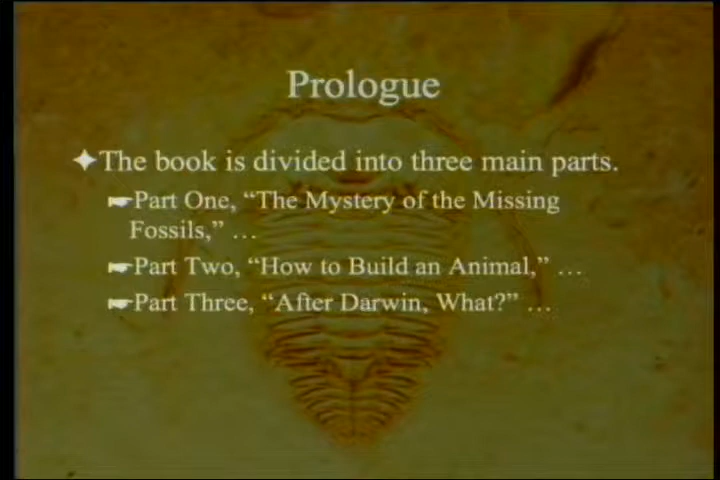 Prologue
The book is divided into three main parts.
Part One, “The Mystery of the Missing
Fossils,” …
Part Two, “How to Build an Animal,” …
Part Three, “After Darwin, What?” …